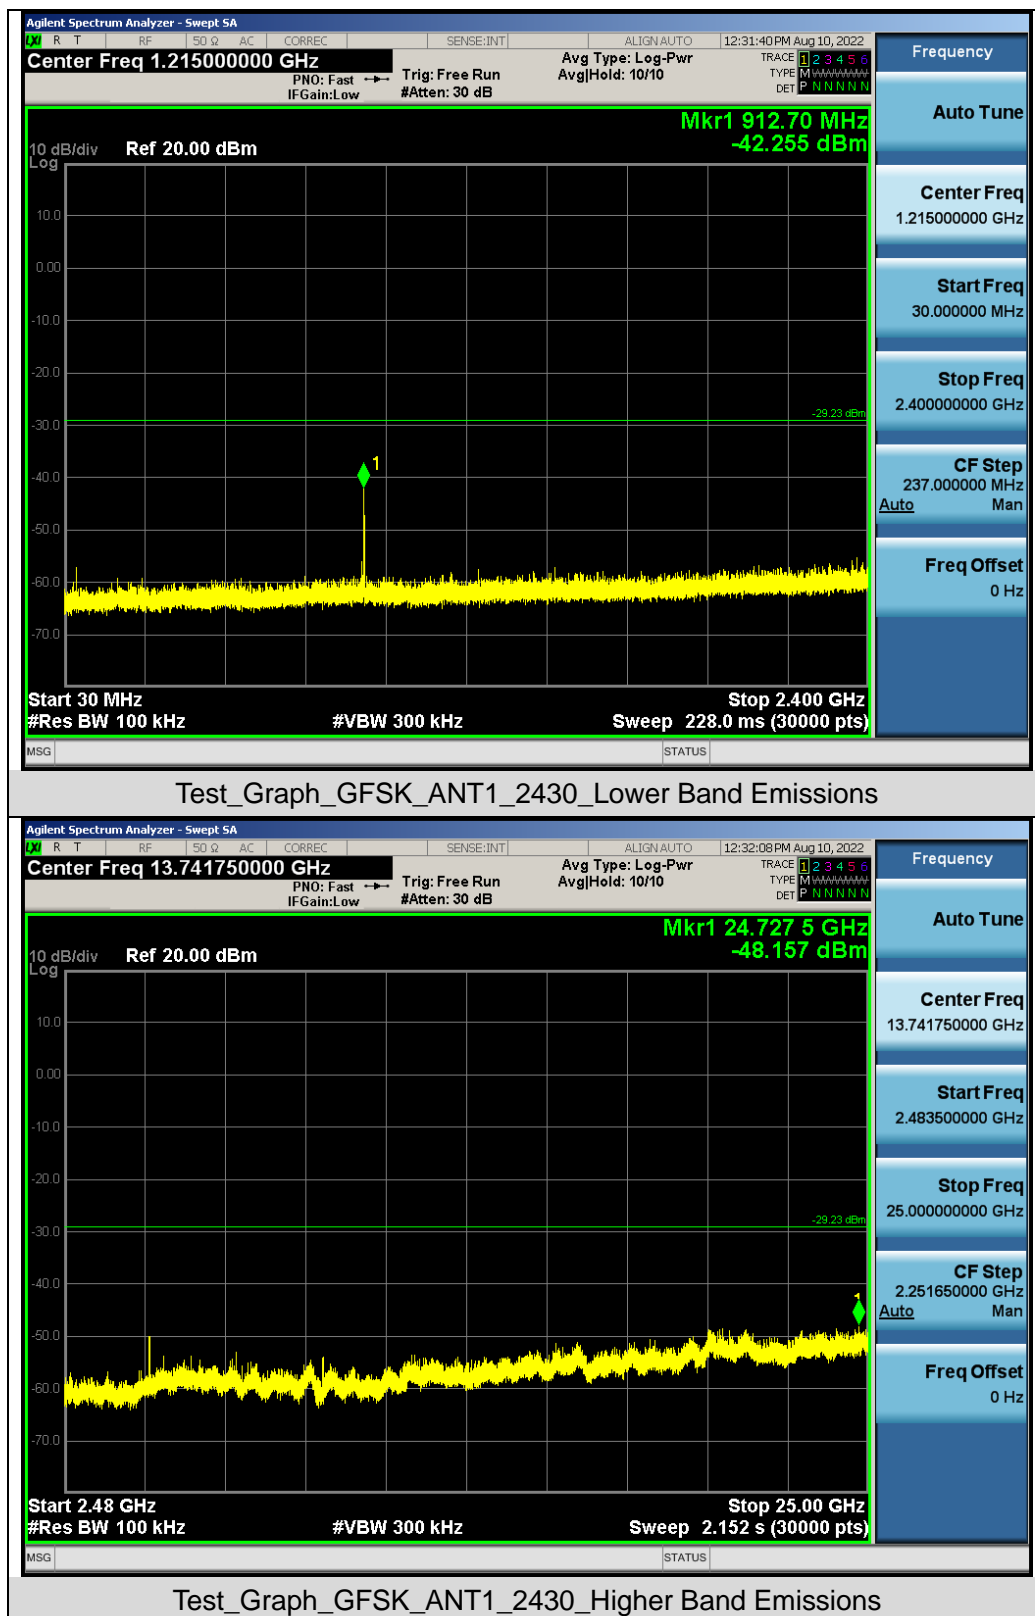 Agilent Spectrum Analyzer - Swept SA
LXI R T RF 50 Ω AC CORREC SENSE:INT ALIGN AUTO 12:31:40 PM Aug 10, 2022
Center Freq 1.215000000 GHz
PNO: Fast
IFGain:Low
Trig: Free Run
#Atten: 30 dB
Avg Type: Log-Pwr
Avg|Hold: 10/10
TRACE 1 2 3 4 5 6
TYPE M W W W W W
DET P N N N N N
Mkr1 912.70 MHz
-42.255 dBm
10 dB/div Ref 20.00 dBm
Log
10.0
0.00
-10.0
-20.0
-29.23 dBm
-30.0
1
-40.0
-50.0
-60.0
-70.0
Start 30 MHz Stop 2.400 GHz
#Res BW 100 kHz #VBW 300 kHz Sweep 228.0 ms (30000 pts)
MSG STATUS
Frequency
Auto Tune
Center Freq
1.215000000 GHz
Start Freq
30.000000 MHz
Stop Freq
2.400000000 GHz
CF Step
237.000000 MHz
Auto Man
Freq Offset
0 Hz
Test_Graph_GFSK_ANT1_2430_Lower Band Emissions
Agilent Spectrum Analyzer - Swept SA
LXI R T RF 50 Ω AC CORREC SENSE:INT ALIGN AUTO 12:32:08 PM Aug 10, 2022
Center Freq 13.741750000 GHz
PNO: Fast
IFGain:Low
Trig: Free Run
#Atten: 30 dB
Avg Type: Log-Pwr
Avg|Hold: 10/10
TRACE 1 2 3 4 5 6
TYPE M W W W W W
DET P N N N N N
Mkr1 24.727 5 GHz
-48.157 dBm
10 dB/div Ref 20.00 dBm
Log
10.0
0.00
-10.0
-20.0
-29.23 dBm
-30.0
-40.0
1
-50.0
-60.0
-70.0
Start 2.48 GHz Stop 25.00 GHz
#Res BW 100 kHz #VBW 300 kHz Sweep 2.152 s (30000 pts)
MSG STATUS
Frequency
Auto Tune
Center Freq
13.741750000 GHz
Start Freq
2.483500000 GHz
Stop Freq
25.000000000 GHz
CF Step
2.251650000 GHz
Auto Man
Freq Offset
0 Hz
Test_Graph_GFSK_ANT1_2430_Higher Band Emissions